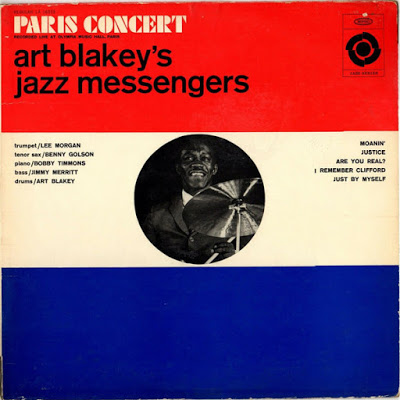 PARIS CONCERT
RECORDED LIVE AT OLYMPIA MUSIC HALL, PARIS
art blakey's
jazz messengers
trumpet/LEE MORGAN
tenor sax/BENNY GOLSON
piano/BOBBY TIMMONS
bass/JIMMY MERRITT
drums/ART BLAKEY
MOANIN'
JUSTICE
ARE YOU REAL?
I REMEMBER CLIFFORD
JUST BY MYSELF